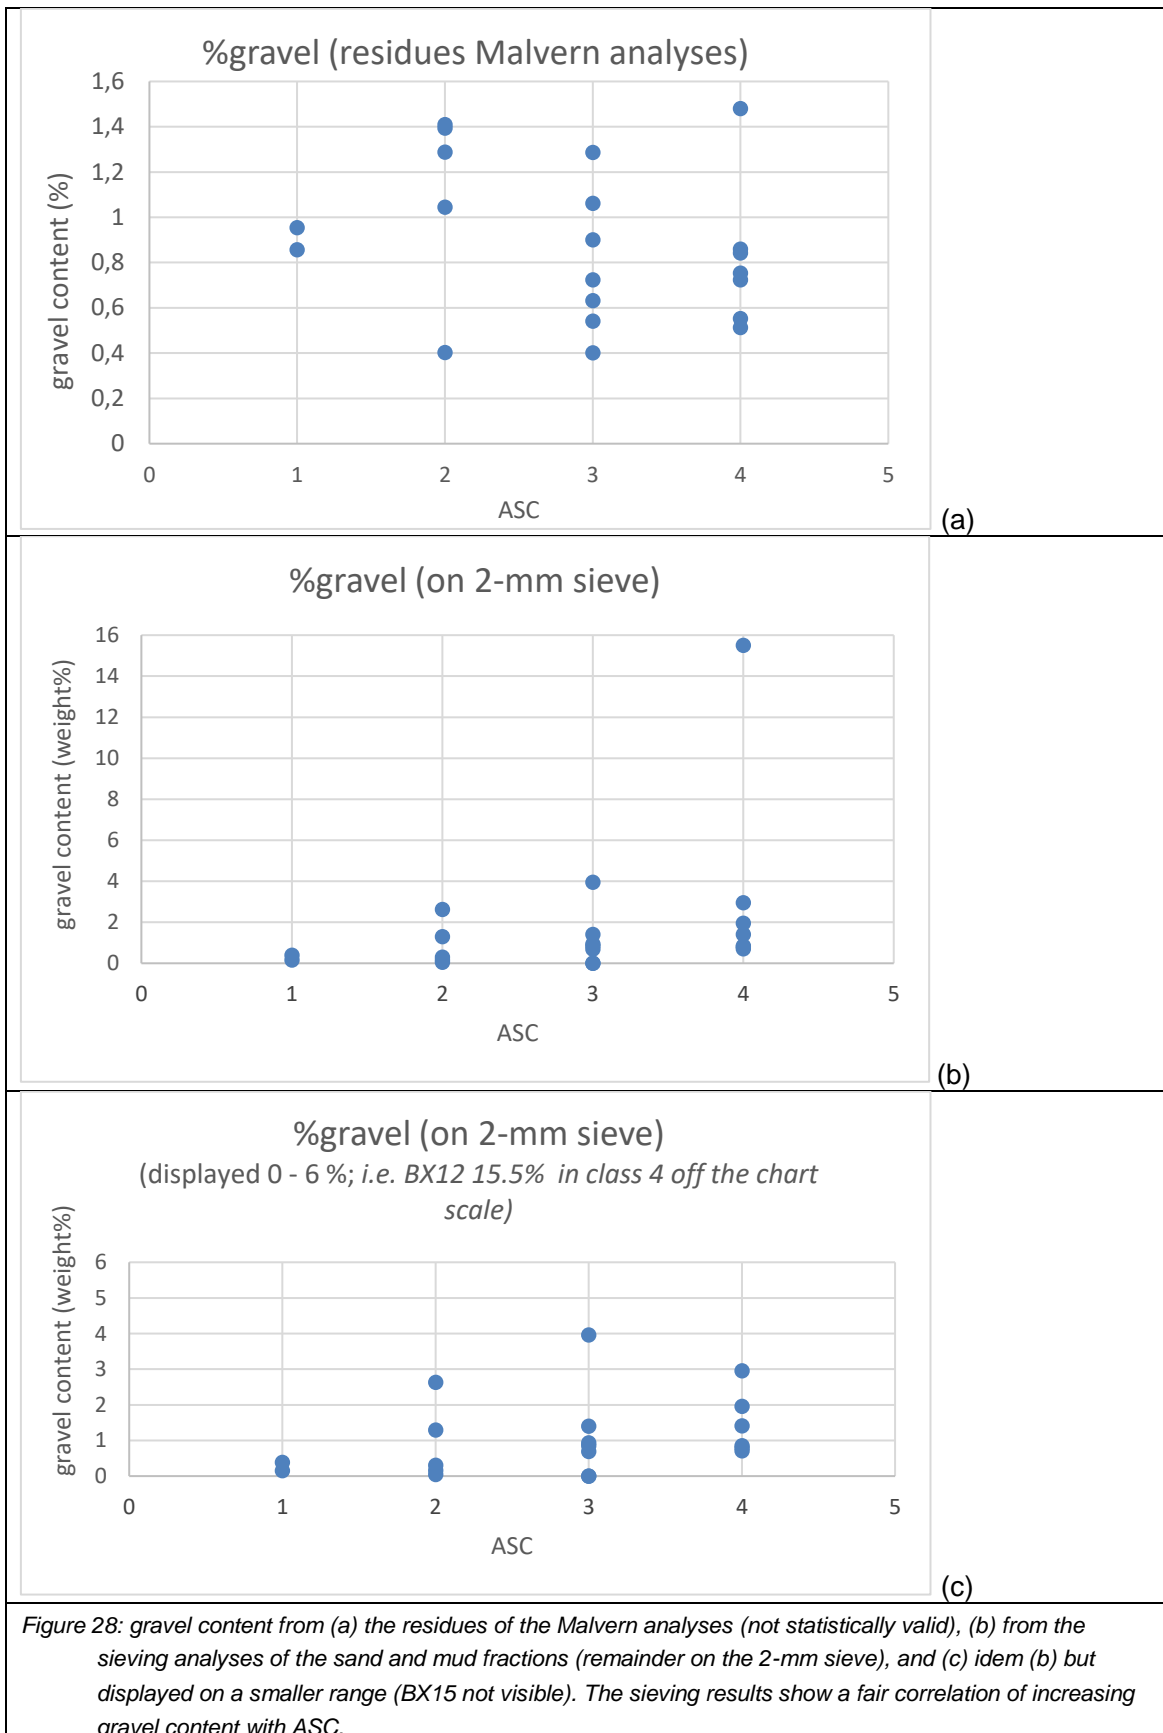 %gravel (residues Malvern analyses)
gravel content (%)
1,6
1,4
1,2
1
0,8
0,6
0,4
0,2
0
0 1 2 3 4 5
ASC
(a)
%gravel (on 2-mm sieve)
gravel content (weight%)
16
14
12
10
8
6
4
2
0
0 1 2 3 4 5
ASC
(b)
%gravel (on 2-mm sieve)
(displayed 0 - 6 %; i.e. BX12 15.5% in class 4 off the chart
scale)
gravel content (weight%)
6
5
4
3
2
1
0
0 1 2 3 4 5
ASC
(c)
Figure 28: gravel content from (a) the residues of the Malvern analyses (not statistically valid), (b) from the
sieving analyses of the sand and mud fractions (remainder on the 2-mm sieve), and (c) idem (b) but
displayed on a smaller range (BX15 not visible). The sieving results show a fair correlation of increasing
gravel content with ASC.